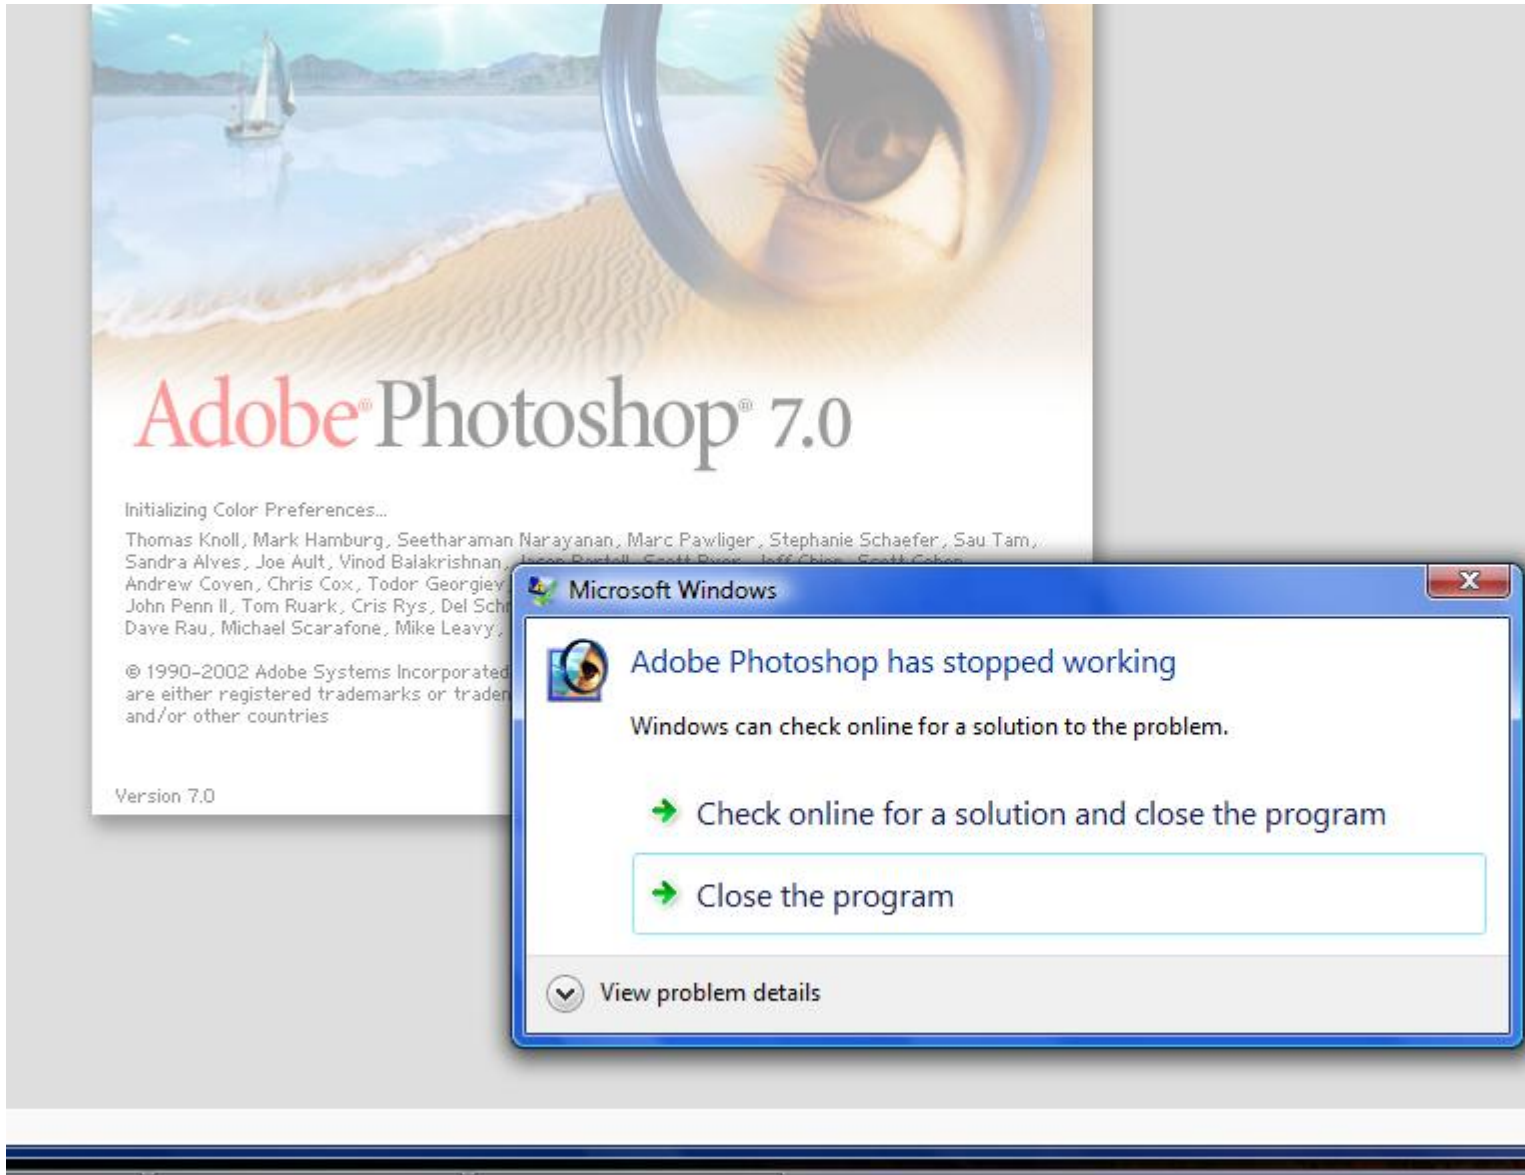 Adobe® Photoshop® 7.0
Initializing Color Preferences...
Thomas Knoll, Mark Hamburg, Seetharaman Narayanan, Marc Pawliger, Stephanie Schaefer, Sau Tam,
Sandra Alves, Joe Ault, Vinod Balakrishnan,
Andrew Coven, Chris Cox, Todor Georgiev,
John Penn II, Tom Ruark, Cris Rys, Del
Dave Rau, Michael Scarafone, Mike Leavy,
© 1990-2002 Adobe Systems Incorporated
are either registered trademarks or
and/or other countries
Version 7.0
Microsoft Windows
Adobe Photoshop has stopped working
Windows can check online for a solution to the problem.
Check online for a solution and close the program
Close the program
View problem details